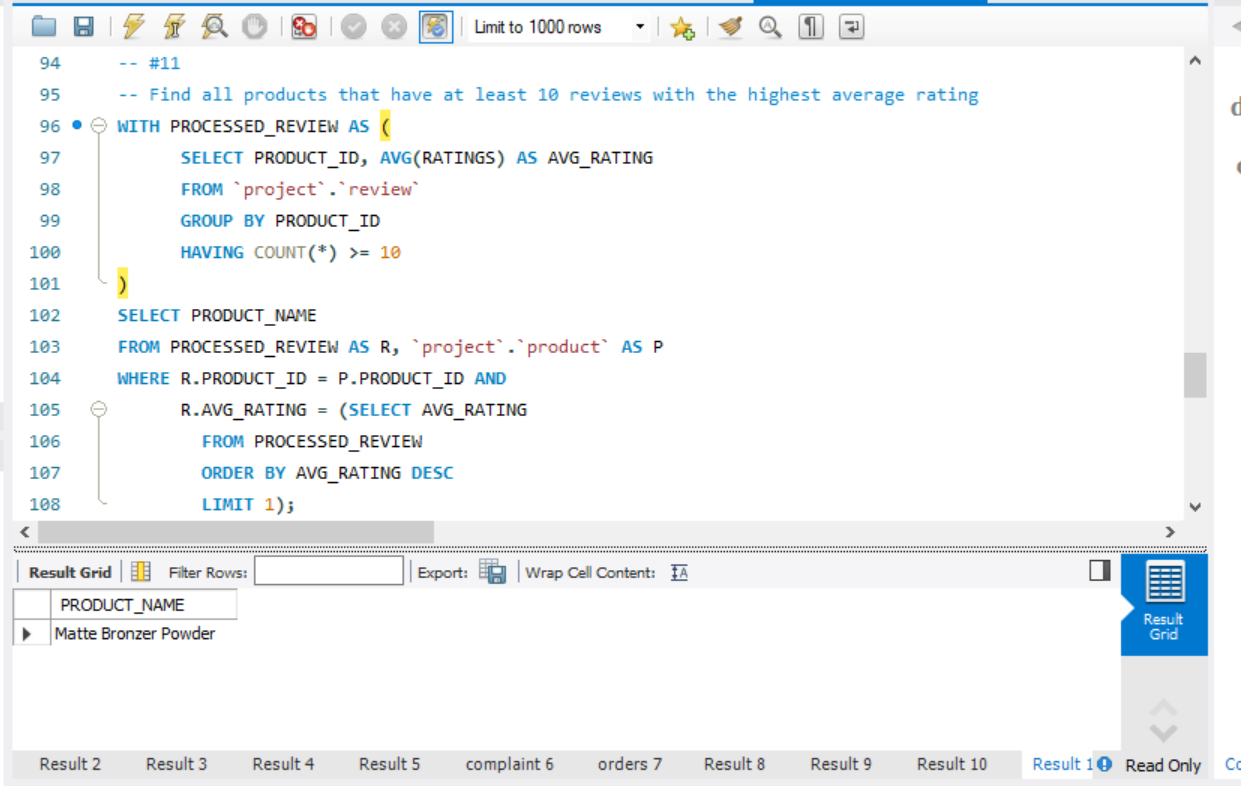 Limit to 1000 rows
94 -- #11
95 -- Find all products that have at least 10 reviews with the highest average rating
96 WITH PROCESSED_REVIEW AS (
97 SELECT PRODUCT_ID, AVG(RATINGS) AS AVG_RATING
98 FROM `project`.`review`
99 GROUP BY PRODUCT_ID
100 HAVING COUNT(*) >= 10
101 )
102 SELECT PRODUCT_NAME
103 FROM PROCESSED_REVIEW AS R, `project`.`product` AS P
104 WHERE R.PRODUCT_ID = P.PRODUCT_ID AND
105 R.AVG_RATING = (SELECT AVG_RATING
106 FROM PROCESSED_REVIEW
107 ORDER BY AVG_RATING DESC
108 LIMIT 1);
Result Grid Filter Rows: Export: Wrap Cell Content: IA
PRODUCT_NAME
Matte Bronzer Powder
Result
Grid
Result 2 Result 3 Result 4 Result 5 complaint 6 orders 7 Result 8 Result 9 Result 10 Result 1 Read Only